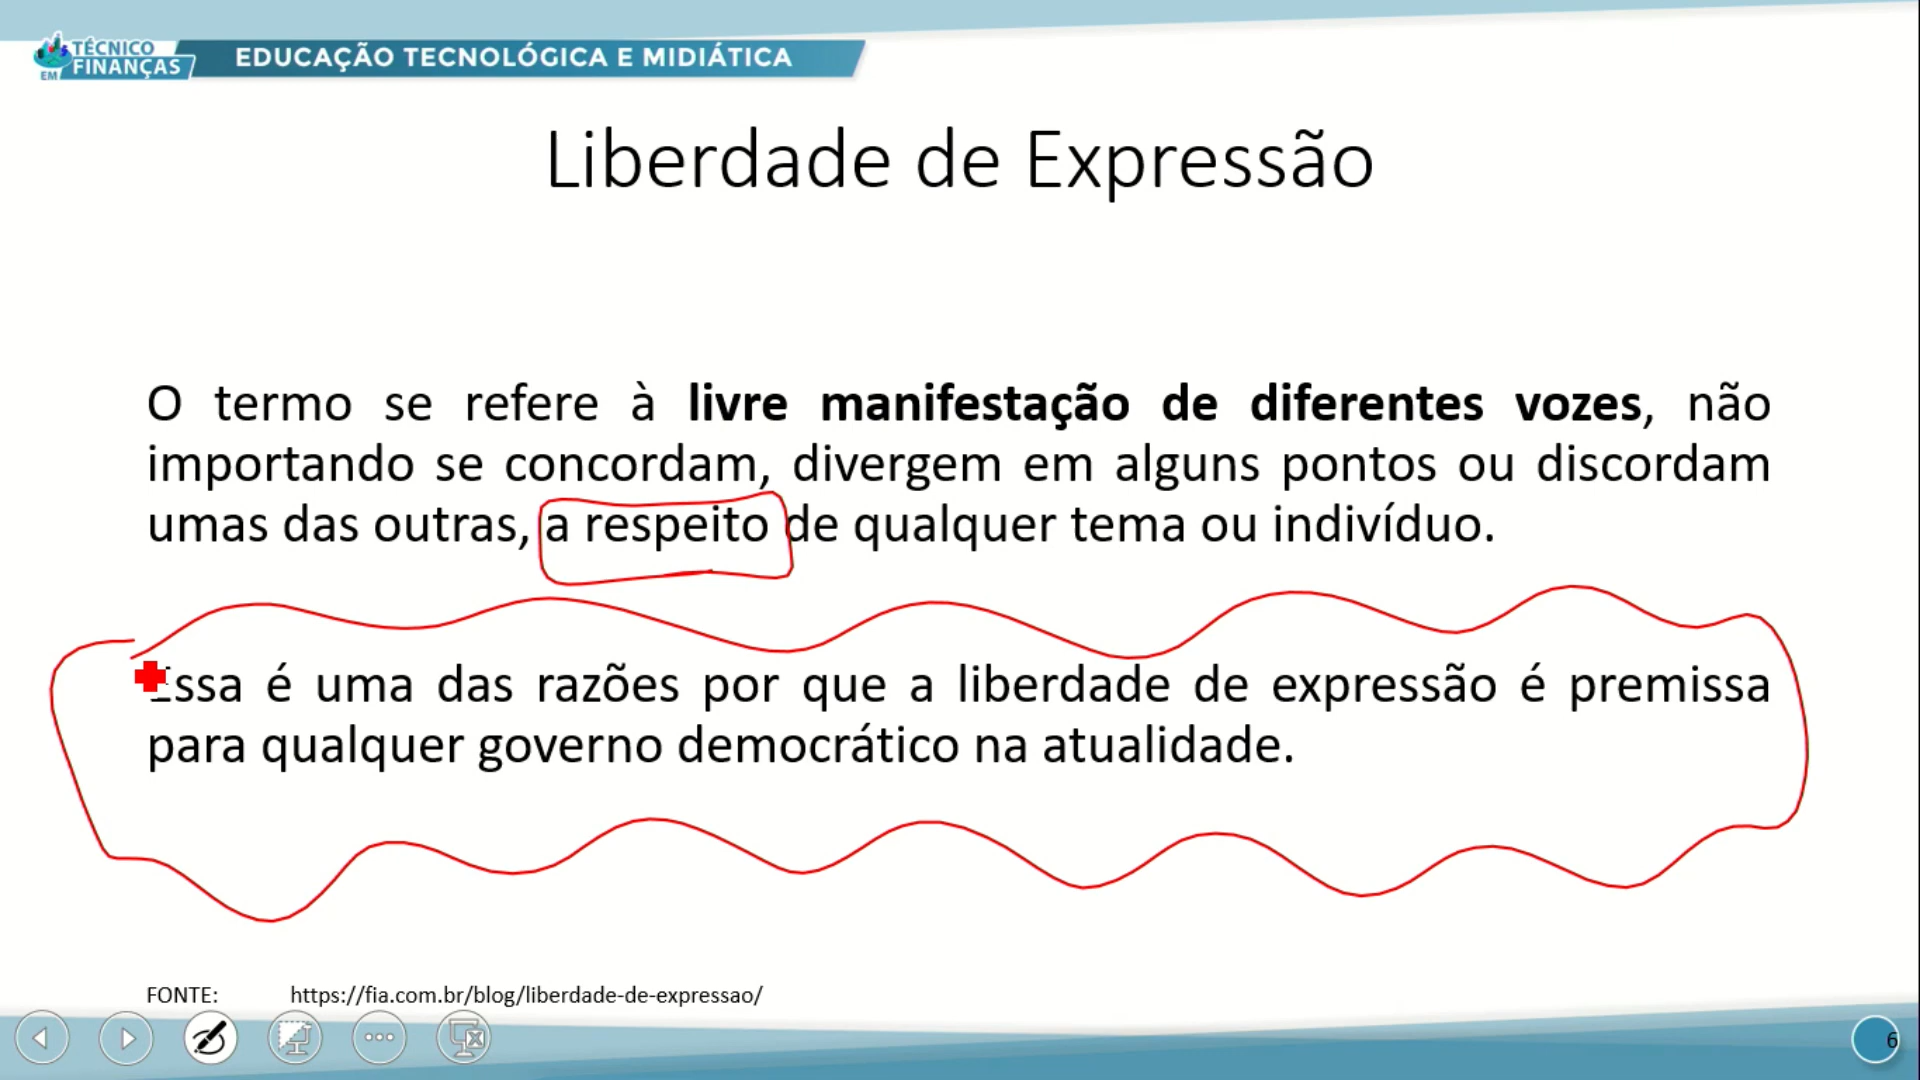 TÉCNICO
EM FINANÇAS
EDUCAÇÃO TECNOLÓGICA E MIDIÁTICA
Liberdade de Expressão
O termo se refere à livre manifestação de diferentes vozes, não
importando se concordam, divergem em alguns pontos ou discordam
umas das outras, a respeito de qualquer tema ou indivíduo.
Essa é uma das razões por que a liberdade de expressão é premissa
para qualquer governo democrático na atualidade.
FONTE: https://fia.com.br/blog/liberdade-de-expressao/
6